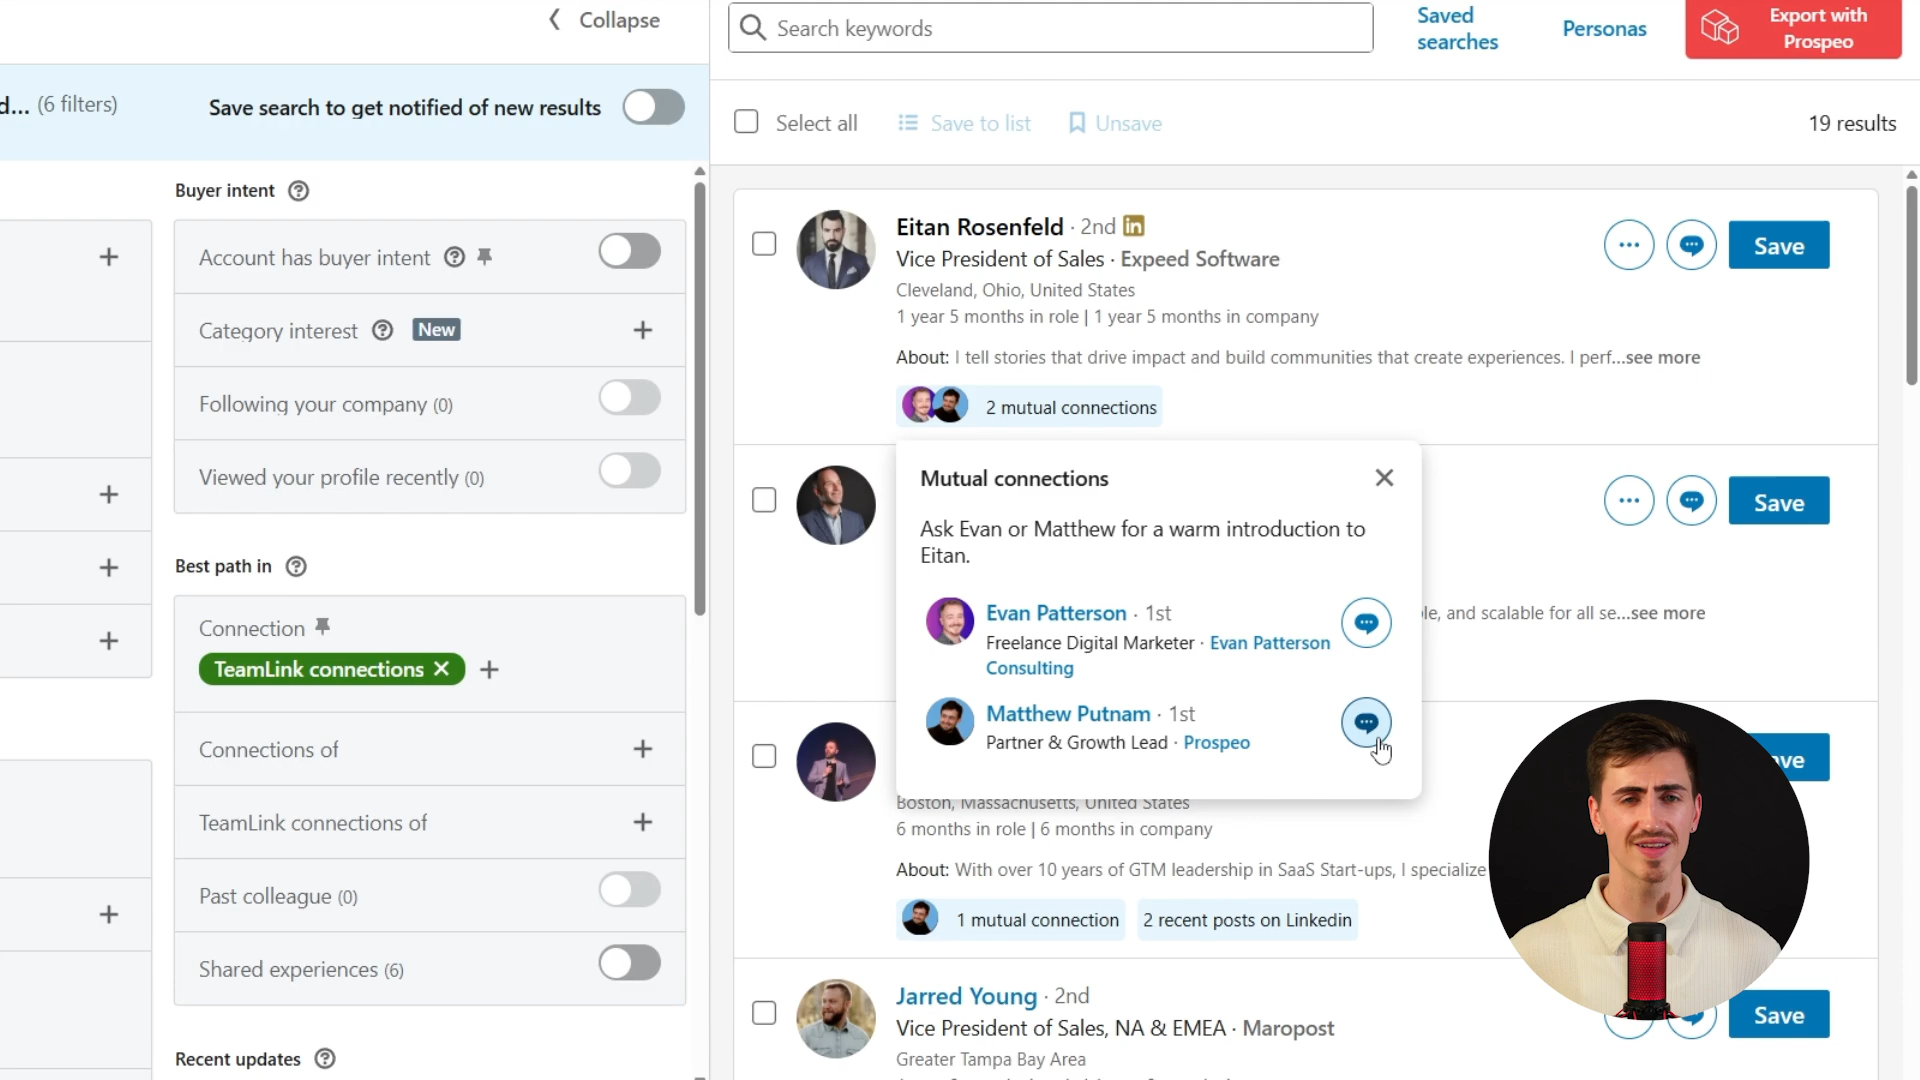 Collapse
d... (6 filters)
Save search to get notified of new results
Buyer intent
Account has buyer intent
Category interest New
Following your company (0)
Viewed your profile recently (0)
Best path in
Connection
TeamLink connections
Connections of
TeamLink connections of
Past colleague (0)
Shared experiences (6)
Recent updates
Search keywords
Saved
searches
Personas
Export with
Prospeo
Select all
Save to list
Unsave
19 results
Eitan Rosenfeld · 2nd in
Vice President of Sales · Expeed Software
Cleveland, Ohio, United States
1 year 5 months in role | 1 year 5 months in company
About: I tell stories that drive impact and build communities that create experiences. I perf...see more
2 mutual connections
Save
Mutual connections
Ask Evan or Matthew for a warm introduction to
Eitan.
Evan Patterson · 1st
Freelance Digital Marketer · Evan Patterson
Consulting
Matthew Putnam · 1st
Partner & Growth Lead · Prospeo
Save
le, and scalable for all se...see more
Boston, Massachusetts, United States
6 months in role | 6 months in company
About: With over 10 years of GTM leadership in SaaS Start-ups, I specialize
1 mutual connection
2 recent posts on Linkedin
ve
Jarred Young · 2nd
Vice President of Sales, NA & EMEA · Maropost
Greater Tampa Bay Area
Save